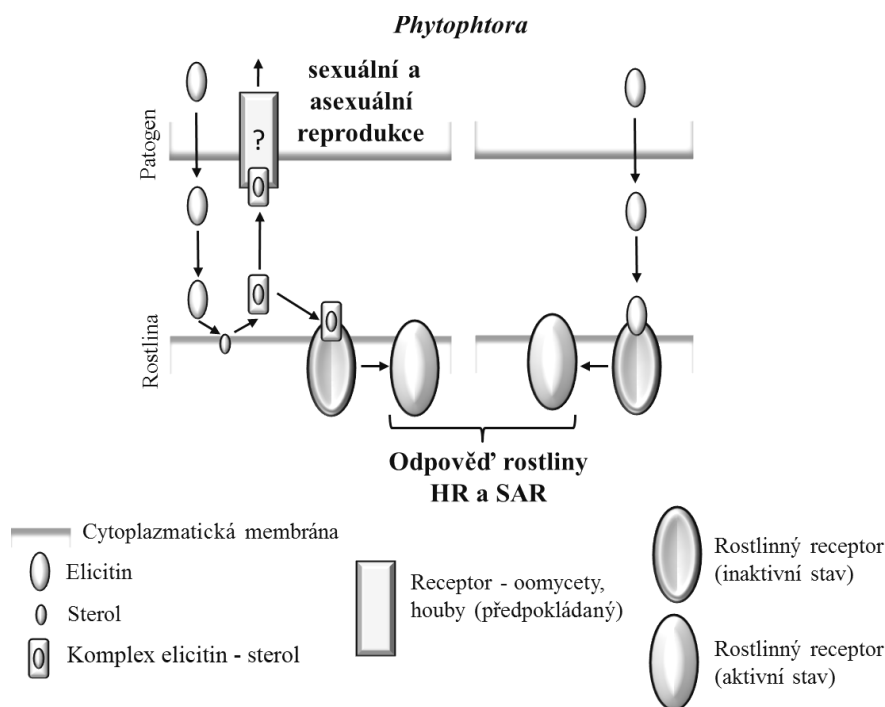 Phytophtora
sexuální a
asexuální
reprodukce
Patogen
?
Rostlina
Odpověď rostliny
HR a SAR
Cytoplazmatická membrána
Elicitin
Sterol
Komplex elicitin - sterol
Receptor - oomycety,
houby (předpokládaný)
Rostlinný receptor
(inaktivní stav)
Rostlinný receptor
(aktivní stav)